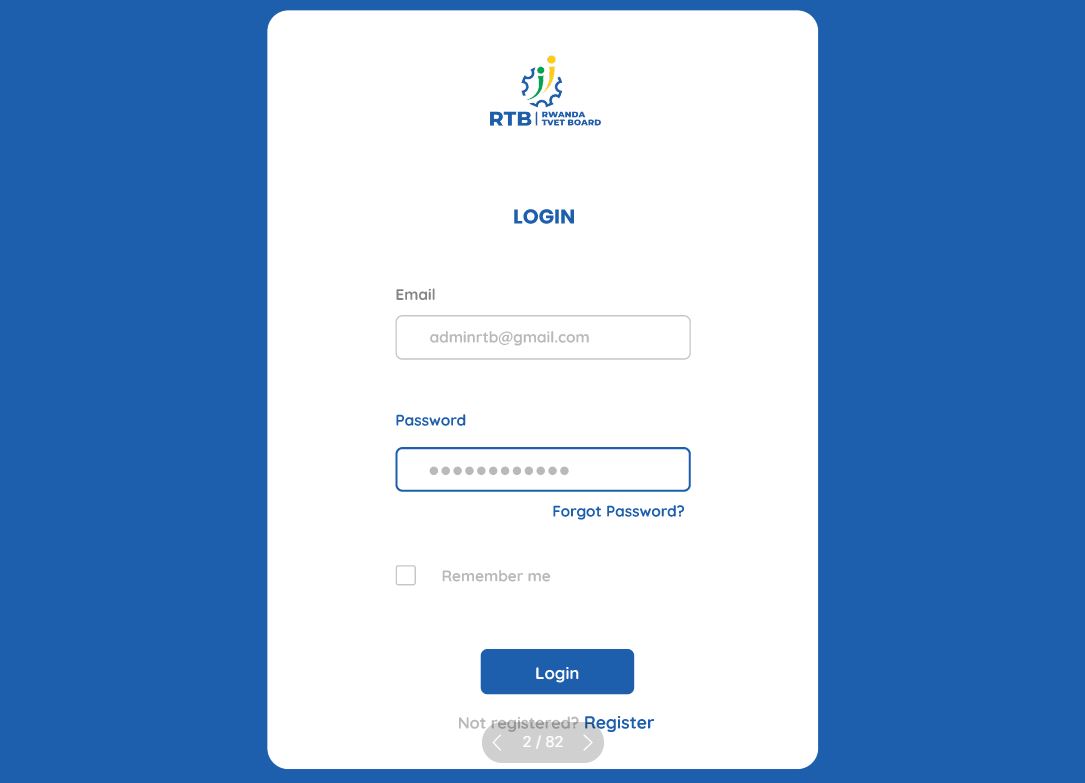 RTB
RWANDA
TVET BOARD
LOGIN
Email
adminrtb@gmail.com
Password
Forgot Password?
Remember me
Login
Not registered? Register
2 / 82